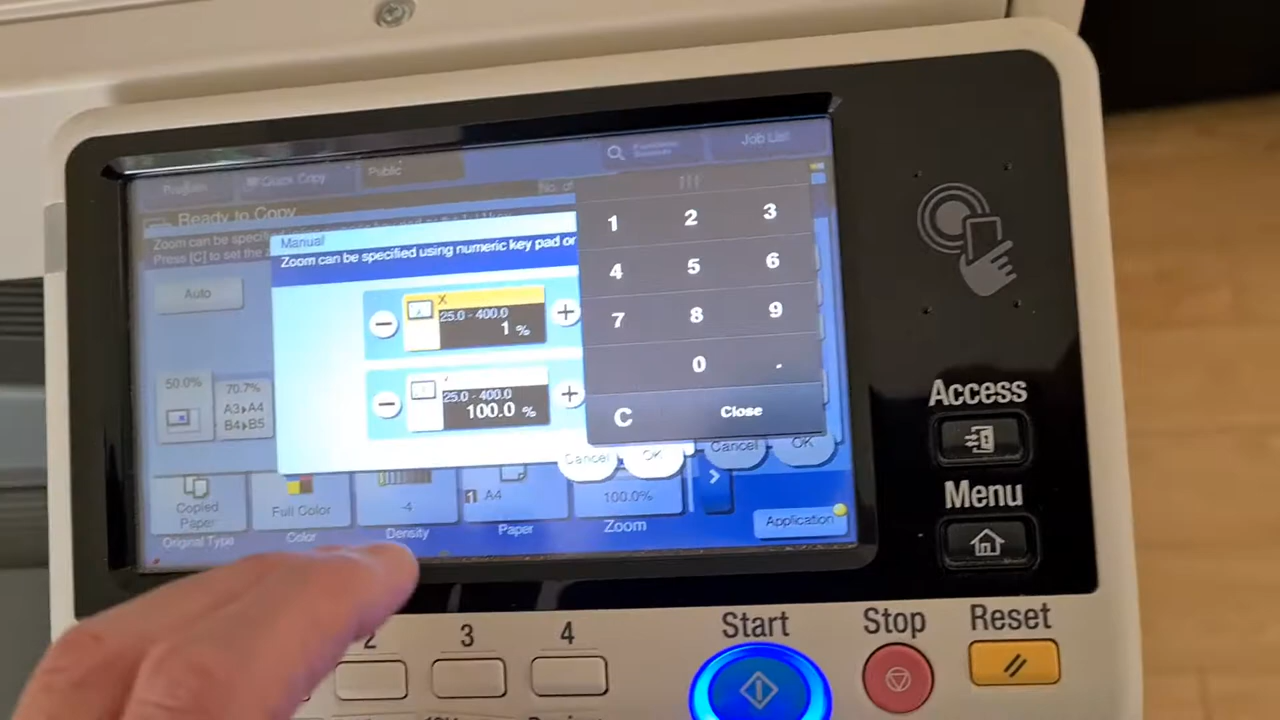 Program
Quick Copy
Public
Job List
No. of
Ready to Copy
Zoom can be specified using
Press [C] to set the
Manual
Zoom can be specified using numeric key pad or
Auto
X
25.0 - 400.0
1 %
25.0 - 400.0
100.0 %
1 2 3
4 5 6
7 8 9
0 .
C Close
50.0%
70.7%
A3▸A4
B4▸B5
Cancel OK
Cancel OK
Copied
Paper
Original Type
Full Color
Color
-4
Density
1 A4
Paper
100.0%
Zoom
Application
Access
Menu
2 3 4
Start
Stop
Reset